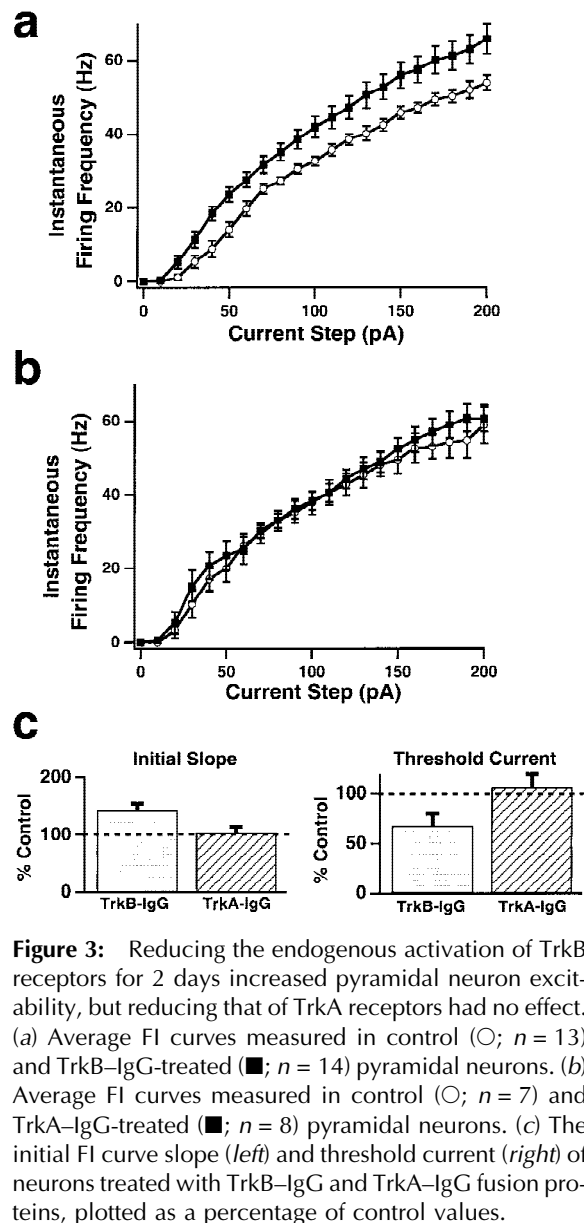 a
Instantaneous
Firing Frequency (Hz)
60
40
20
0
0 50 100 150 200
Current Step (pA)
b
Instantaneous
Firing Frequency (Hz)
60
40
20
0
0 50 100 150 200
Current Step (pA)
c
Initial Slope
% Control
200
100
0
TrkB-IgG TrkA-IgG
Threshold Current
% Control
100
50
0
TrkB-IgG TrkA-IgG
Figure 3: Reducing the endogenous activation of TrkB
receptors for 2 days increased pyramidal neuron excit-
ability, but reducing that of TrkA receptors had no effect.
(a) Average FI curves measured in control (○; n = 13)
and TrkB–IgG-treated (■; n = 14) pyramidal neurons. (b)
Average FI curves measured in control (○; n = 7) and
TrkA–IgG-treated (■; n = 8) pyramidal neurons. (c) The
initial FI curve slope (left) and threshold current (right) of
neurons treated with TrkB–IgG and TrkA–IgG fusion pro-
teins, plotted as a percentage of control values.